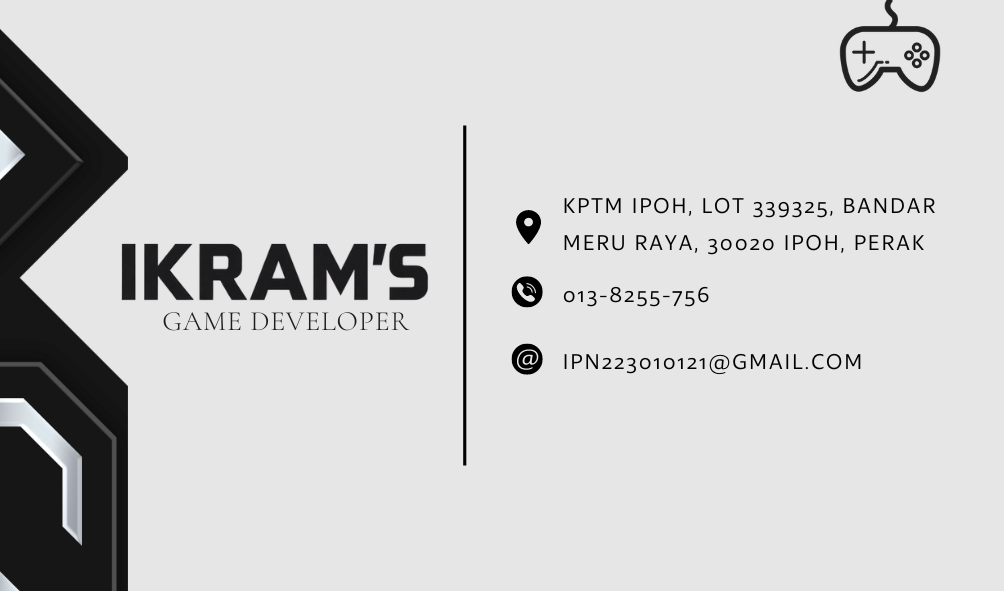 IKRAM'S
GAME DEVELOPER
KPTM IPOH, LOT 339325, BANDAR
MERU RAYA, 30020 IPOH, PERAK
013-8255-756
@
IPN223010121@GMAIL.COM